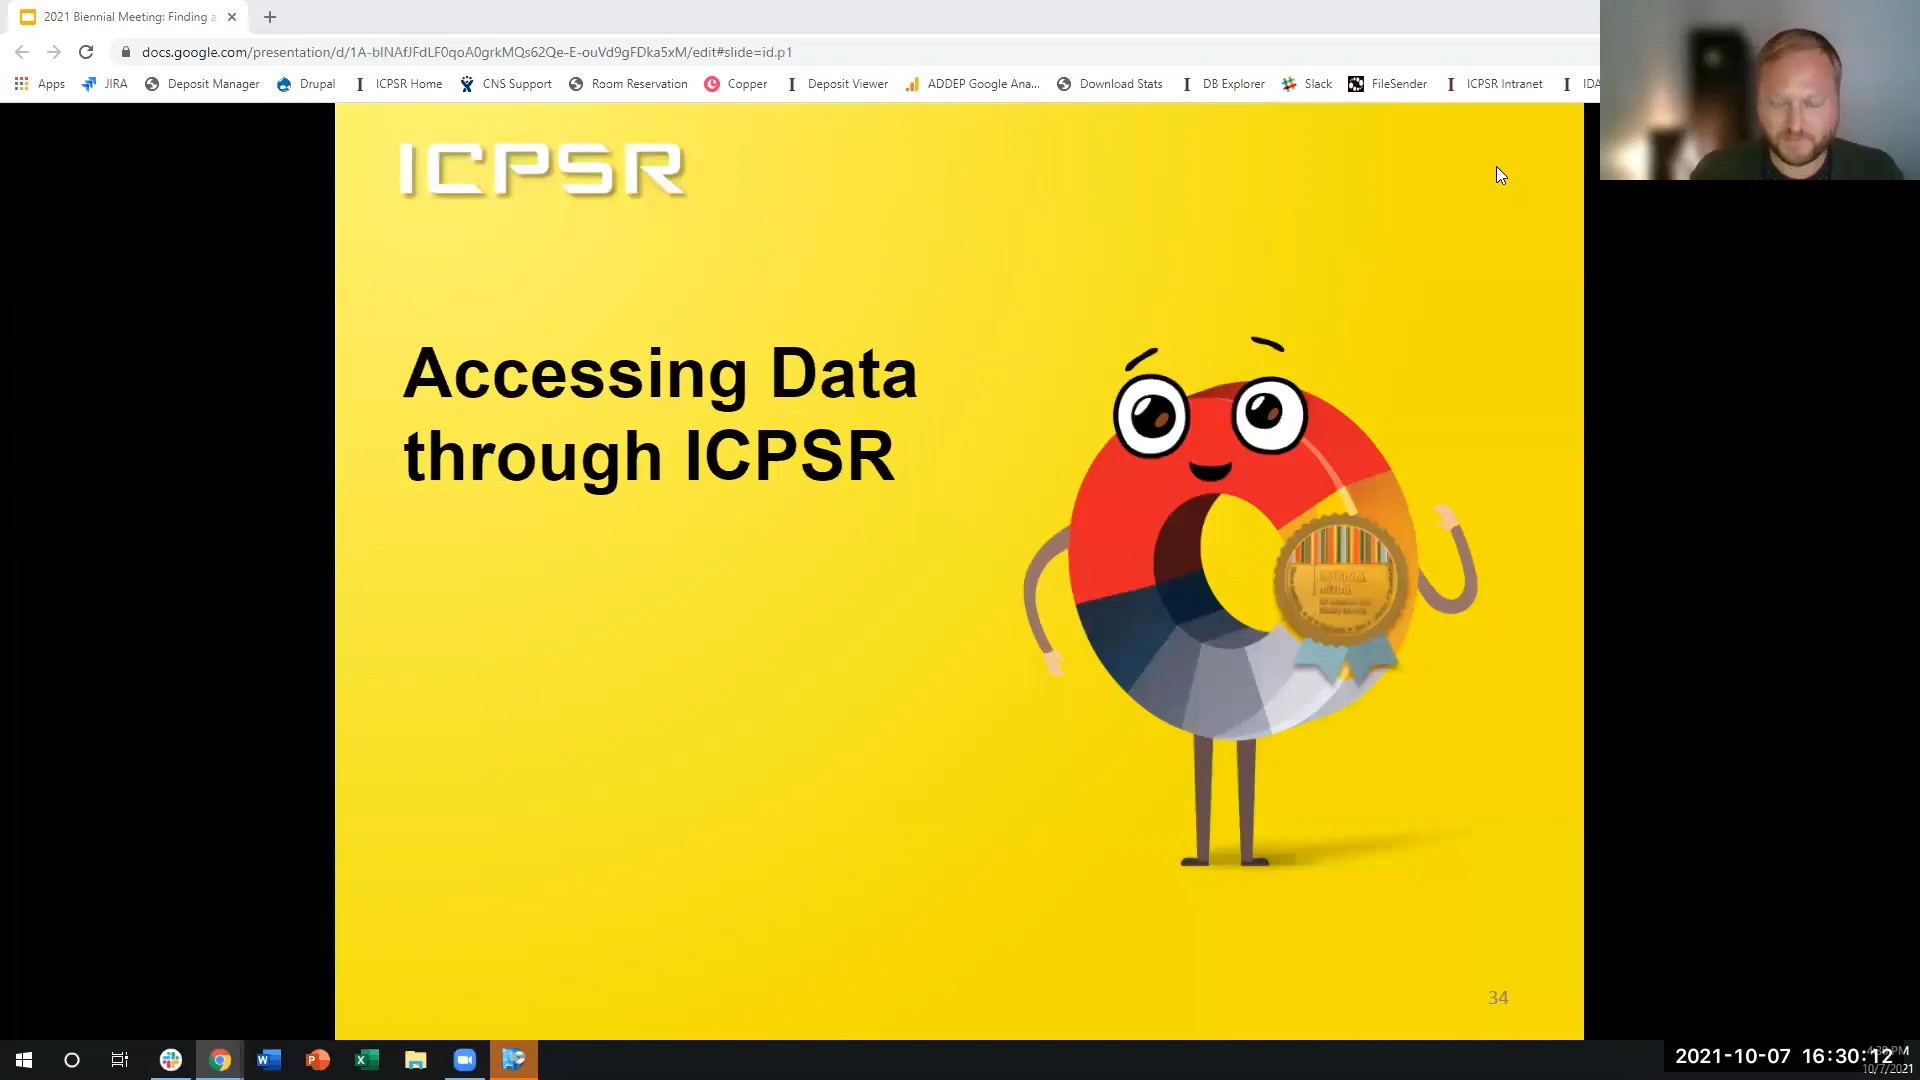 2021 Biennial Meeting: Finding a
docs.google.com/presentation/d/1A-bINAfJFdLF0qoA0grkMQs62Qe-E-ouVd9gFDka5xM/edit#slide=id.p1
Apps JIRA Deposit Manager Drupal ICPSR Home CNS Support Room Reservation Copper Deposit Viewer ADDEP Google Ana... Download Stats DB Explorer Slack FileSender ICPSR Intranet IDA
ICPSR
Accessing Data
through ICPSR
34
2021-10-07 16:30:12
10/7/2021